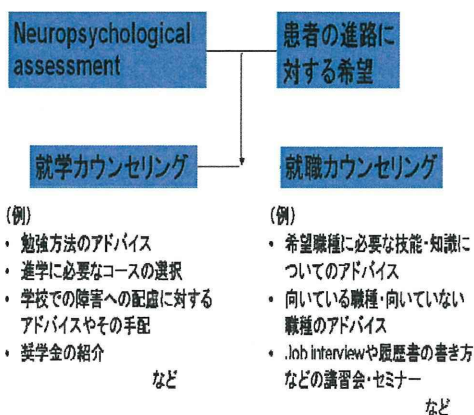 Neuropsychological
assessment
患者の進路に
対する希望
就学カウンセリング
就職カウンセリング
(例)
・ 勉強方法のアドバイス
・ 進学に必要なコースの選択
・ 学校での障害への配慮に対する
アドバイスやその手配
・ 奨学金の紹介
など
(例)
・ 希望職種に必要な技能・知識に
ついてのアドバイス
・ 向いている職種・向いていない
職種のアドバイス
・ Job interviewや履歴書の書き方
などの講習会・セミナー
など